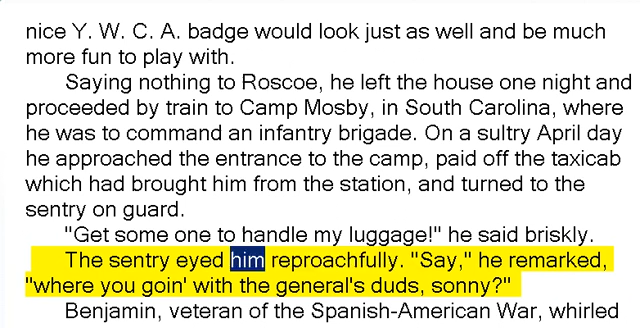 nice Y. W. C. A. badge would look just as well and be much
more fun to play with.
Saying nothing to Roscoe, he left the house one night and
proceeded by train to Camp Mosby, in South Carolina, where
he was to command an infantry brigade. On a sultry April day
he approached the entrance to the camp, paid off the taxicab
which had brought him from the station, and turned to the
sentry on guard.
"Get some one to handle my luggage!" he said briskly.
The sentry eyed him reproachfully. "Say," he remarked,
"where you goin' with the general's duds, sonny?"
Benjamin, veteran of the Spanish-American War, whirled